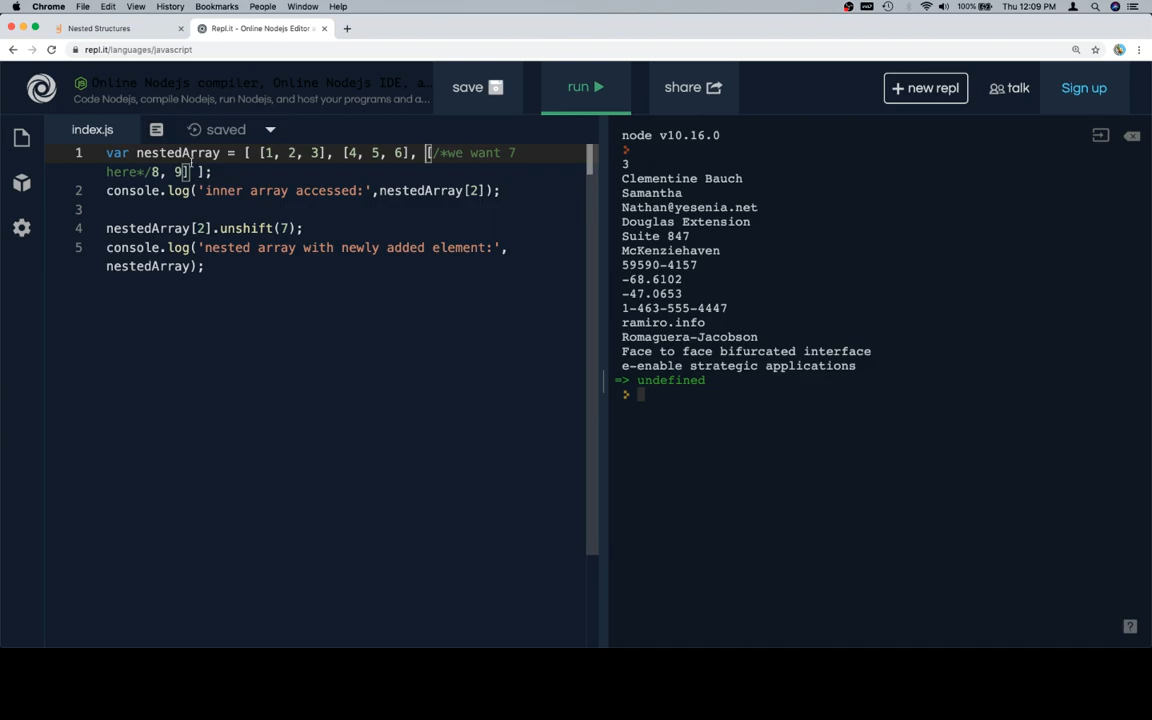 Chrome File Edit View History Bookmarks People Window Help 100% Thu 12:09 PM
Nested Structures Repl.it - Online Nodejs Editor
repl.it/languages/javascript
Online Nodejs compiler, Online Nodejs IDE, a...
Code Nodejs, compile Nodejs, run Nodejs, and host your programs and a...
save run share + new repl talk Sign up
index.js saved
1 var nestedArray = [ [1, 2, 3], [4, 5, 6], [/*we want 7
here*/8, 9] ];
2 console.log('inner array accessed:',nestedArray[2]);
3
4 nestedArray[2].unshift(7);
5 console.log('nested array with newly added element:',
nestedArray);
node v10.16.0
3
Clementine Bauch
Samantha
Nathan@yesenia.net
Douglas Extension
Suite 847
McKenziehaven
59590-4157
-68.6102
-47.0653
1-463-555-4447
ramiro.info
Romaguera-Jacobson
Face to face bifurcated interface
e-enable strategic applications
=> undefined
?